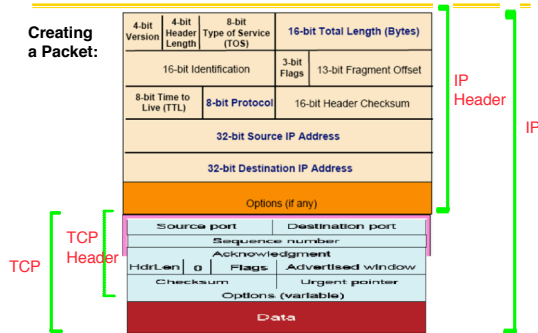 Creating
a Packet:
4-bit Version
4-bit Header Length
8-bit Type of Service (TOS)
16-bit Total Length (Bytes)
16-bit Identification
3-bit Flags
13-bit Fragment Offset
8-bit Time to Live (TTL)
8-bit Protocol
16-bit Header Checksum
32-bit Source IP Address
32-bit Destination IP Address
Options (if any)
IP
Header
IP
Source port
Destination port
Sequence number
Acknowledgment
HdrLen
0
Flags
Advertised window
Checksum
Urgent pointer
Options (variable)
Data
TCP
Header
TCP